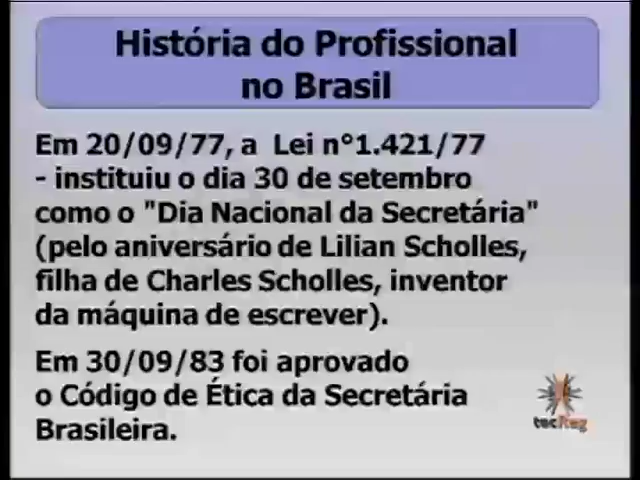 História do Profissional
no Brasil
Em 20/09/77, a Lei n°1.421/77
- instituiu o dia 30 de setembro
como o "Dia Nacional da Secretária"
(pelo aniversário de Lilian Scholles,
filha de Charles Scholles, inventor
da máquina de escrever).
Em 30/09/83 foi aprovado
o Código de Ética da Secretária
Brasileira.